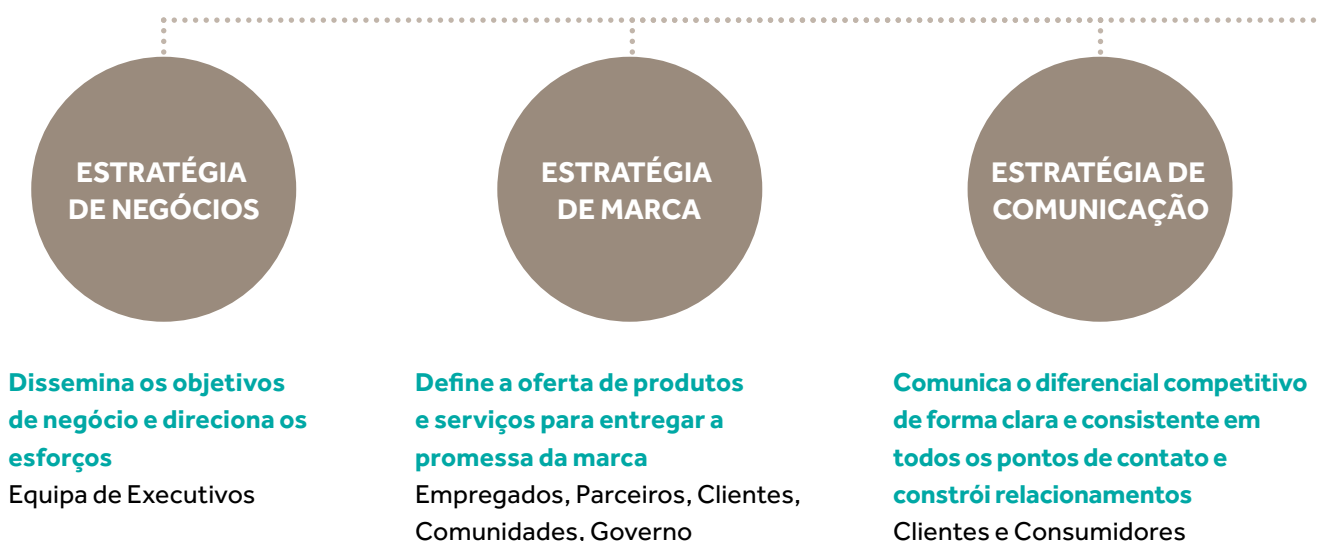 ESTRATÉGIA
DE NEGÓCIOS
ESTRATÉGIA
DE MARCA
ESTRATÉGIA DE
COMUNICAÇÃO
Dissemina os objetivos
de negócio e direciona os
esforços
Equipa de Executivos
Define a oferta de produtos
e serviços para entregar a
promessa da marca
Empregados, Parceiros, Clientes,
Comunidades, Governo
Comunica o diferencial competitivo
de forma clara e consistente em
todos os pontos de contato e
constrói relacionamentos
Clientes e Consumidores